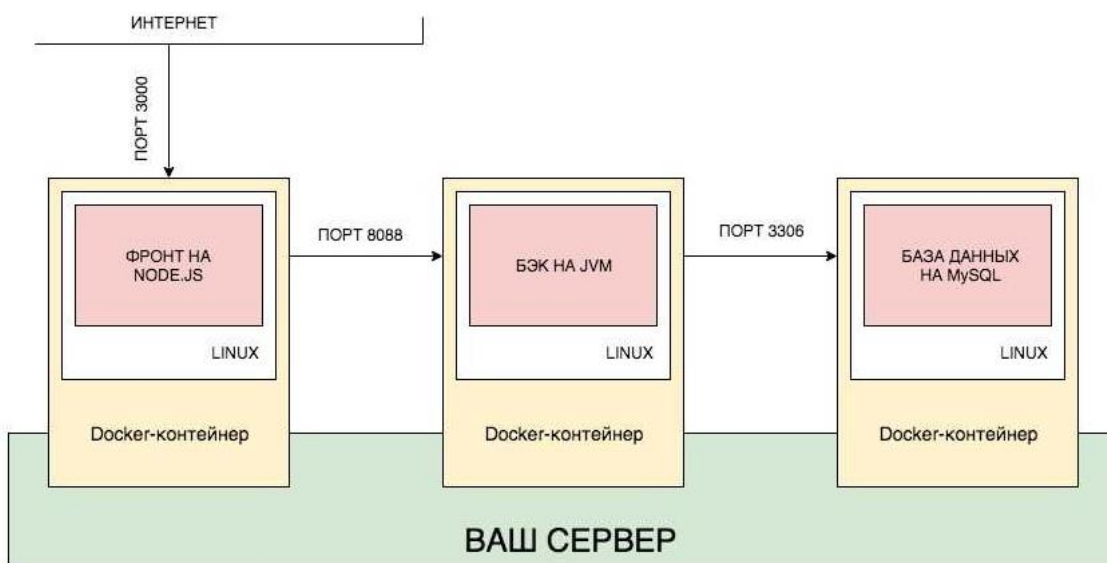 ИНТЕРНЕТ
ПОРТ 3000
ФРОНТ НА
NODE.JS
LINUX
Docker-контейнер
ПОРТ 8088
БЭК НА JVM
LINUX
Docker-контейнер
ПОРТ 3306
БАЗА ДАННЫХ
НА MySQL
LINUX
Docker-контейнер
ВАШ СЕРВЕР